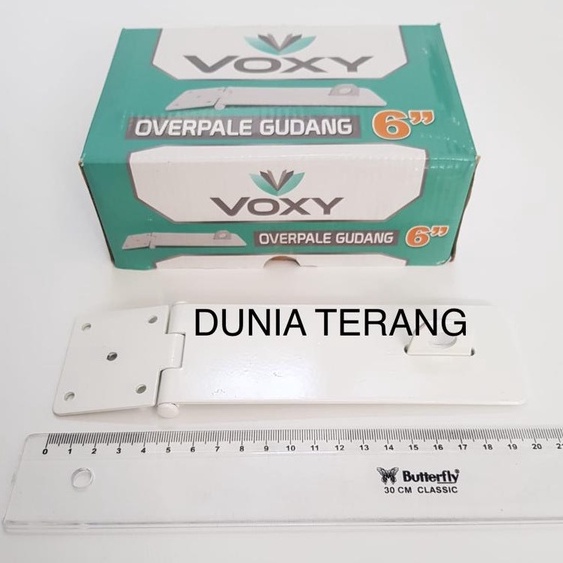 VOXY
OVERPALE GUDANG 6”
VOXY
OVERPALE GUDANG 6”
DUNIA TERANG
0 1 2 3 4 5 6 7 8 9 10 11 12 13 14 15 16 17 18 19 20 21
Butterfly
30 CM CLASSIC